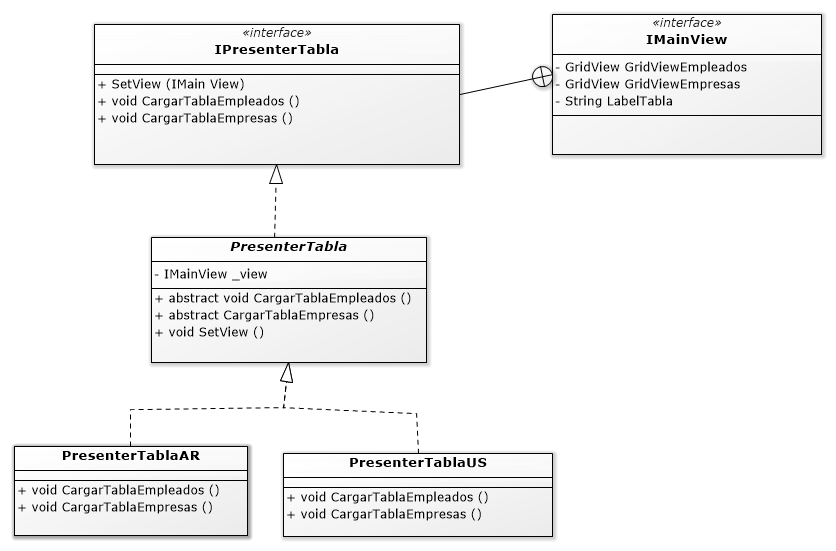 «interface»
IPresenterTabla
+ SetView (IMain View)
+ void CargarTablaEmpleados ()
+ void CargarTablaEmpresas ()
«interface»
IMainView
- GridView GridViewEmpleados
- GridView GridViewEmpresas
- String LabelTabla
PresenterTabla
- IMainView _view
+ abstract void CargarTablaEmpleados ()
+ abstract CargarTablaEmpresas ()
+ void SetView ()
PresenterTablaAR
+ void CargarTablaEmpleados ()
+ void CargarTablaEmpresas ()
PresenterTablaUS
+ void CargarTablaEmpleados ()
+ void CargarTablaEmpresas ()